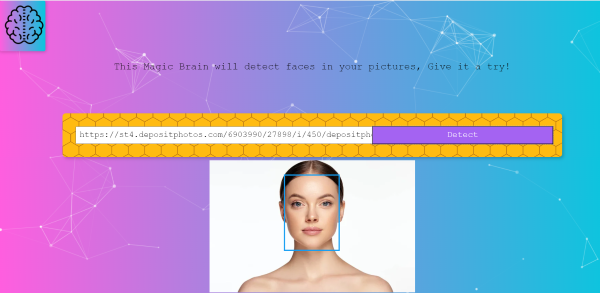 This Magic Brain will detect faces in your pictures, Give it a try!
https://st4.depositphotos.com/6903990/27898/i/450/depositph
Detect